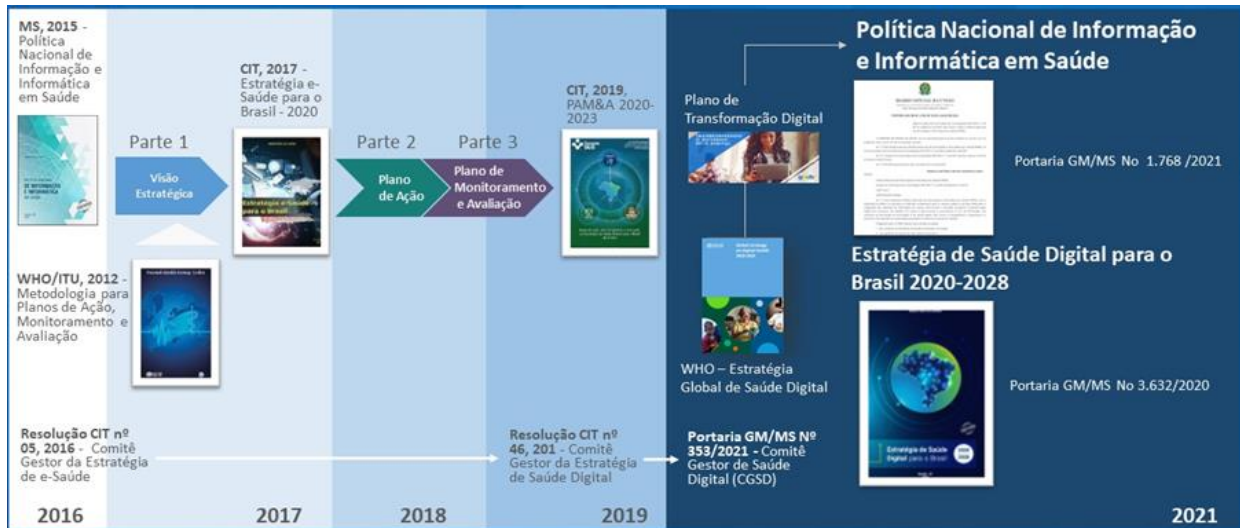 MS, 2015 -
Política
Nacional de
Informação e
Informática
em Saúde
WHO/ITU, 2012 -
Metodologia para
Planos de Ação,
Monitoramento e
Avaliação
Parte 1
Visão
Estratégica
CIT, 2017 -
Estratégia e-
Saúde para o
Brasil - 2020
Estratégia e-Saúde
para o Brasil
Parte 2
Plano
de Ação
Parte 3
Plano de
Monitoramento
e Avaliação
CIT, 2019,
PAM&A 2020-
2023
Plano de
Transformação Digital
WHO – Estratégia
Global de Saúde Digital
Política Nacional de Informação
e Informática em Saúde
Portaria GM/MS No 1.768 /2021
Estratégia de Saúde Digital para o
Brasil 2020-2028
Estratégia de Saúde
Digital para o Brasil
Portaria GM/MS No 3.632/2020
Resolução CIT nº
05, 2016 - Comitê
Gestor da Estratégia
de e-Saúde
Resolução CIT nº
46, 201 - Comitê
Gestor da Estratégia
de Saúde Digital
Portaria GM/MS Nº
353/2021 - Comitê
Gestor de Saúde
Digital (CGSD)
2016
2017
2018
2019
2021